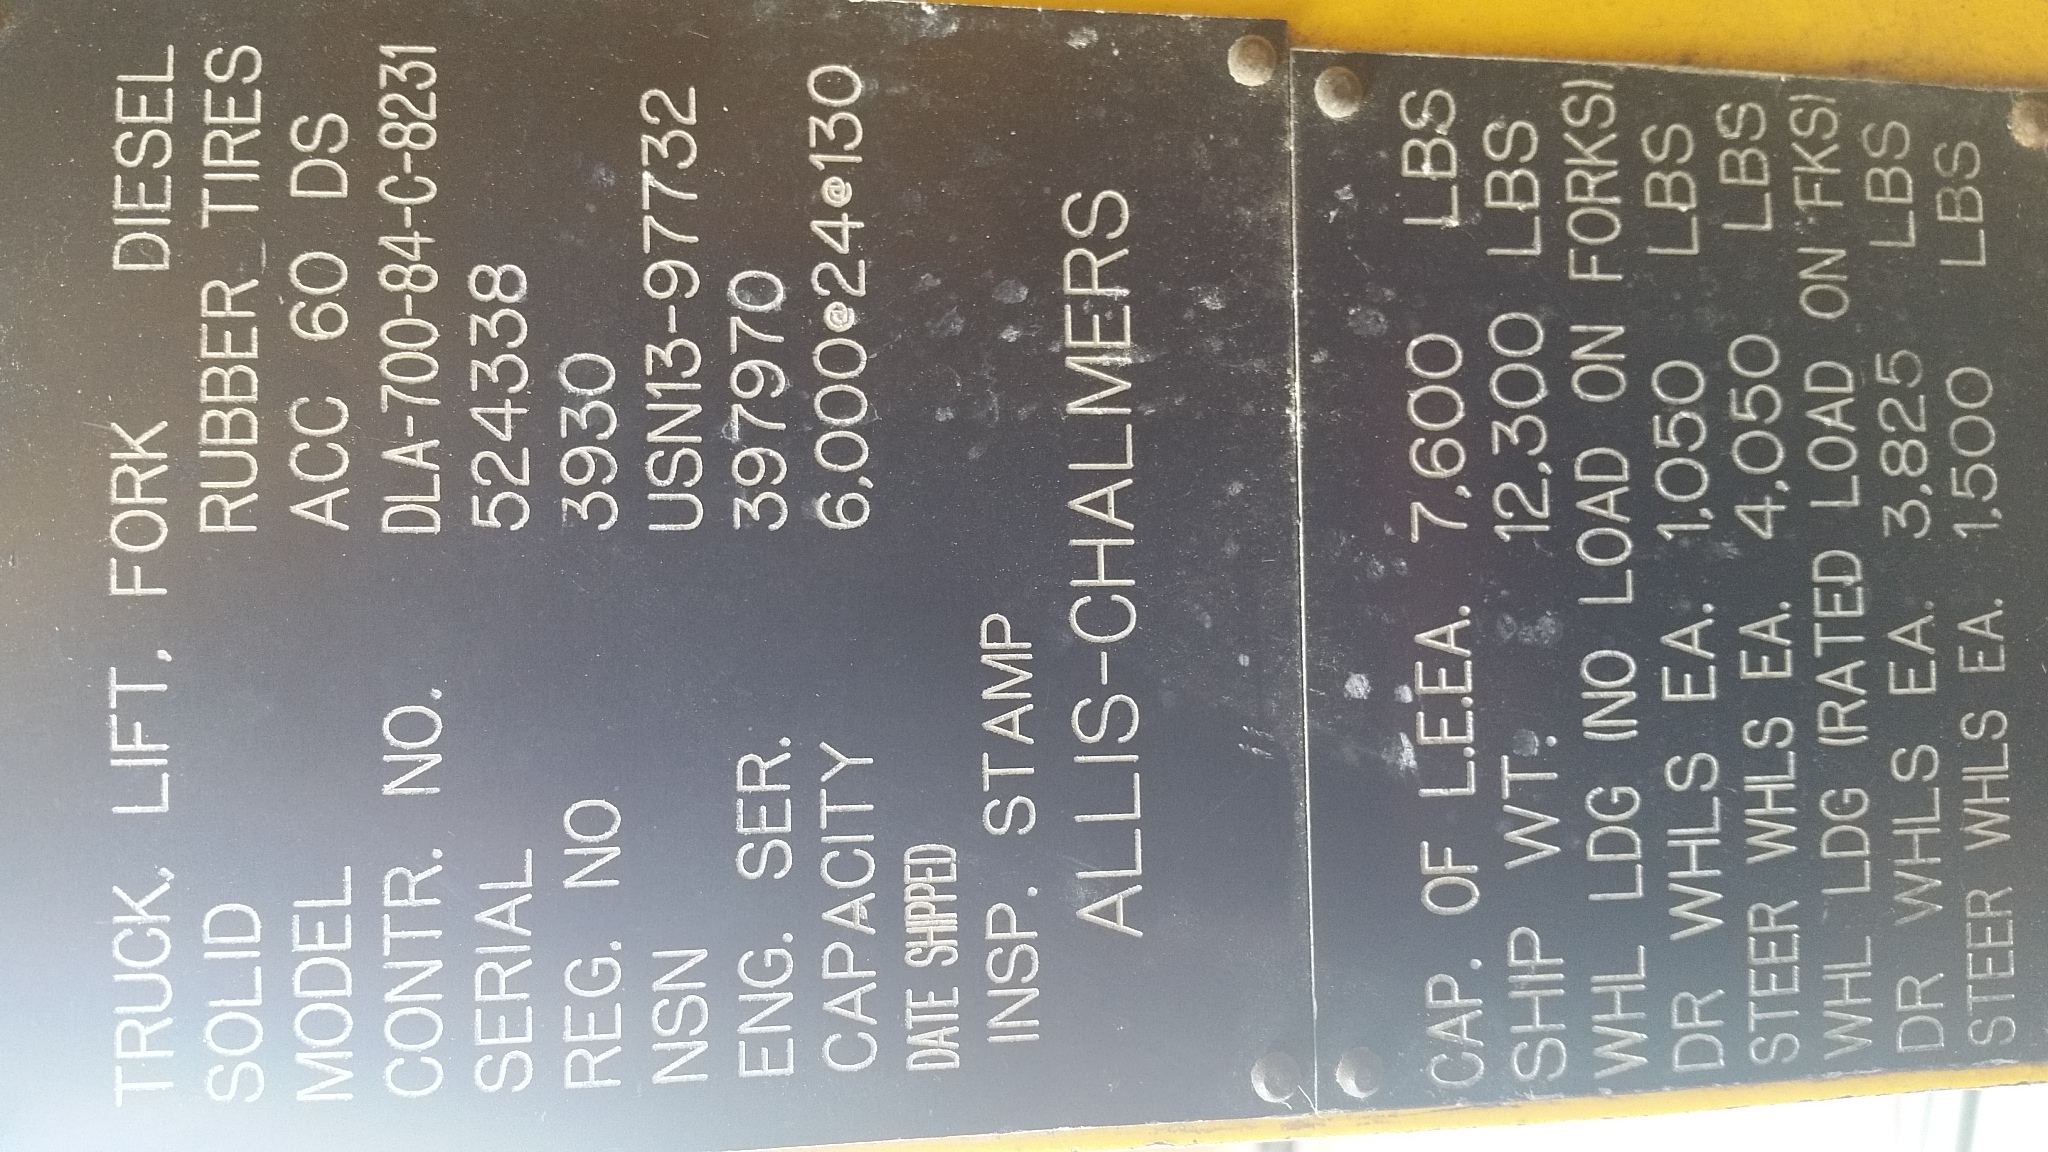 TRUCK, LIFT, FORK DIESEL
SOLID RUBBER TIRES
MODEL ACC 60 DS
CONTR. NO. DLA-700-84-C-8231
SERIAL 524338
REG. NO 3930
NSN USN13-97732
ENG. SER. 397970
CAPACITY 6,000@24@130
DATE SHIPPED
INSP. STAMP
ALLIS-CHALMERS
CAP. OF L.E.EA. 7,600 LBS
SHIP WT. 12,300 LBS
WHL LDG (NO LOAD ON FORKS)
DR WHLS EA. 1,050 LBS
STEER WHLS EA. 4,050 LBS
WHL LDG (RATED LOAD ON FKS)
DR WHLS EA. 3,825 LBS
STEER WHLS EA. 1,500 LBS